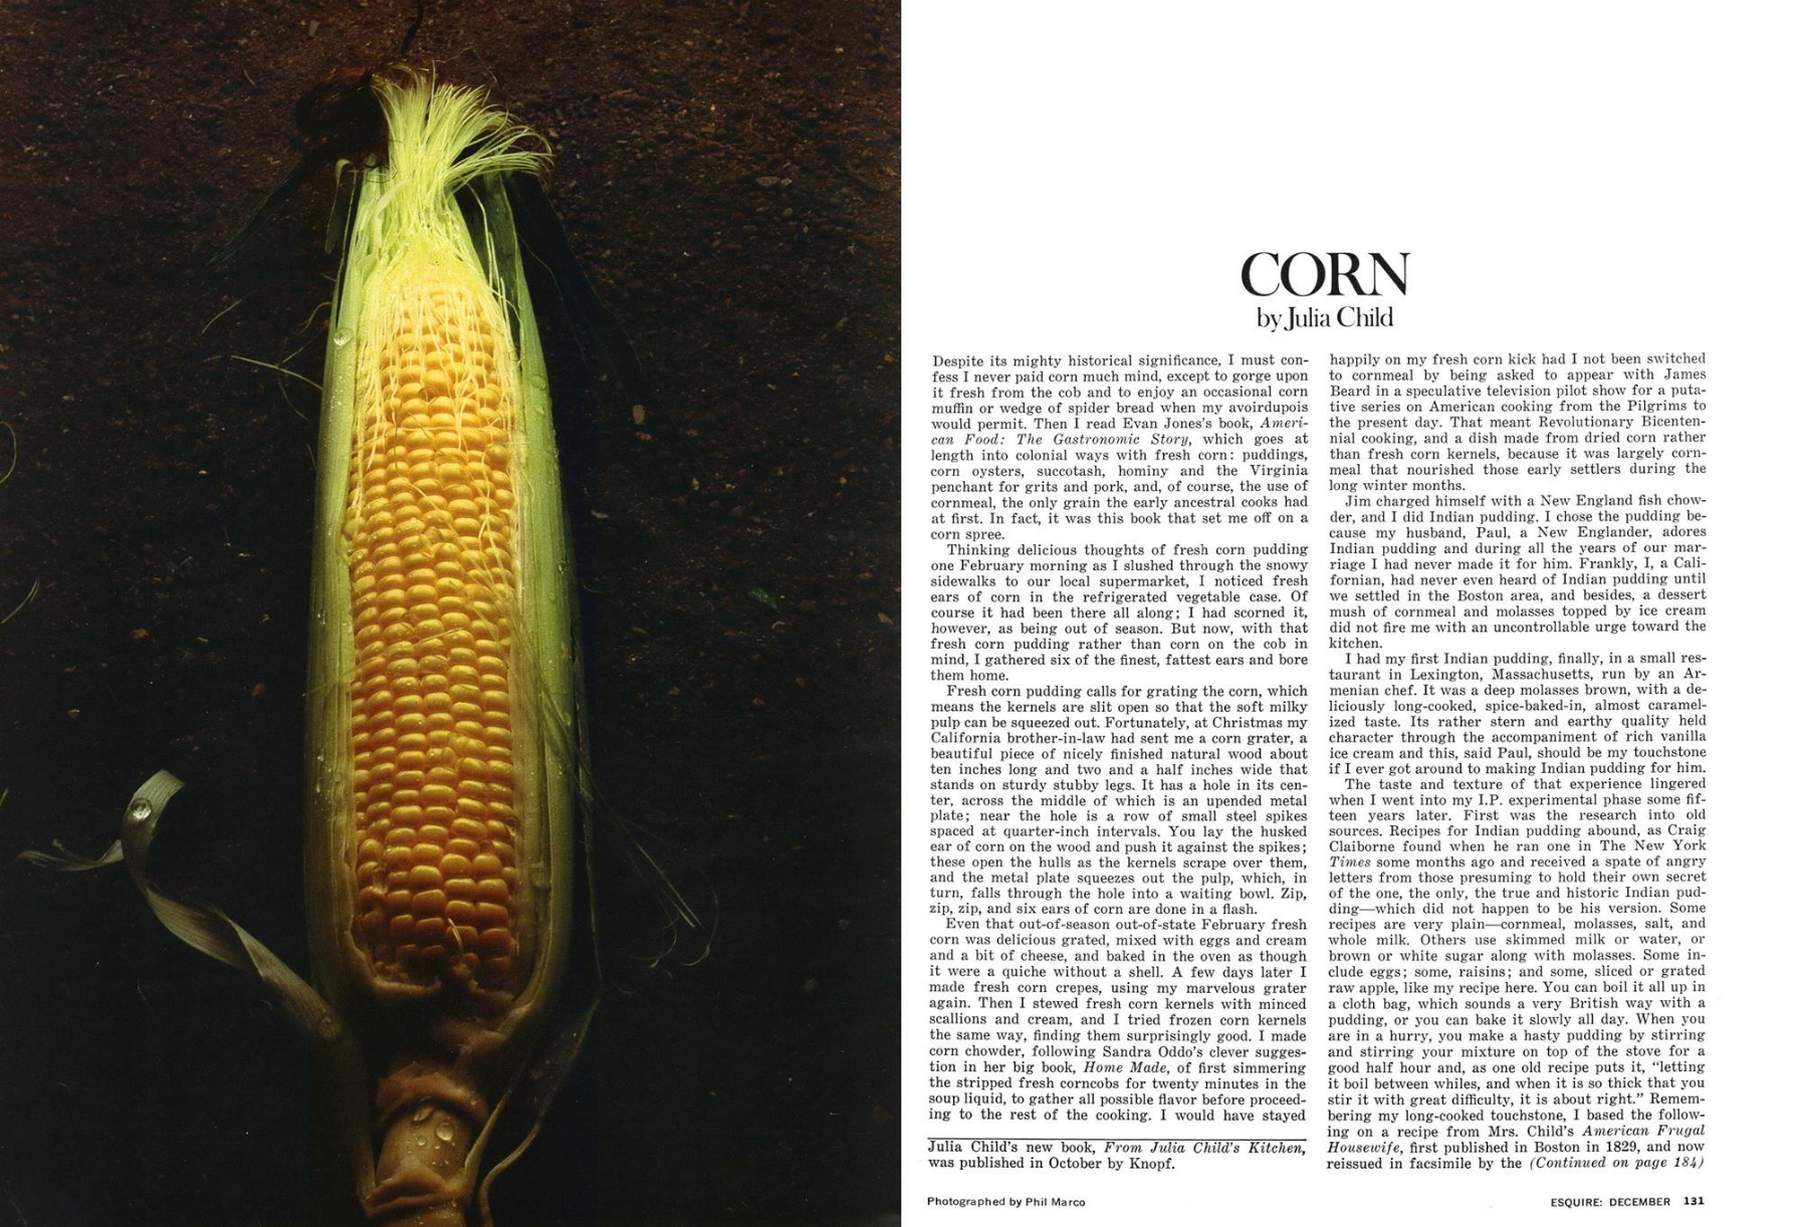 CORN
by Julia Child
Despite its mighty historical significance, I must con-
fess I never paid corn much mind, except to gorge upon
it fresh from the cob and to enjoy an occasional corn
muffin or wedge of spider bread when my avoirdupois
would permit. Then I read Evan Jones's book, Ameri-
can Food: The Gastronomic Story, which goes at
length into colonial ways with fresh corn: puddings,
corn oysters, succotash, hominy and the Virginia
penchant for grits and pork, and, of course, the use of
cornmeal, the only grain the early ancestral cooks had
at first. In fact, it was this book that set me off on a
corn spree.
Thinking delicious thoughts of fresh corn pudding
one February morning as I slushed through the snowy
sidewalks to our local supermarket, I noticed fresh
ears of corn in the refrigerated vegetable case. Of
course it had been there all along; I had scorned it,
however, as being out of season. But now, with that
fresh corn pudding rather than corn on the cob in
mind, I gathered six of the finest, fattest ears and bore
them home.
Fresh corn pudding calls for grating the corn, which
means the kernels are slit open so that the soft milky
pulp can be squeezed out. Fortunately, at Christmas my
California brother-in-law had sent me a corn grater, a
beautiful piece of nicely finished natural wood about
ten inches long and two and a half inches wide that
stands on sturdy stubby legs. It has a hole in its cen-
ter, across the middle of which is an upended metal
plate; near the hole is a row of small steel spikes
spaced at quarter-inch intervals. You lay the husked
ear of corn on the wood and push it against the spikes;
these open the hulls as the kernels scrape over them,
and the metal plate squeezes out the pulp, which, in
turn, falls through the hole into a waiting bowl. Zip,
zip, zip, and six ears of corn are done in a flash.
Even that out-of-season out-of-state February fresh
corn was delicious grated, mixed with eggs and cream
and a bit of cheese, and baked in the oven as though
it were a quiche without a shell. A few days later I
made fresh corn crepes, using my marvelous grater
again. Then I stewed fresh corn kernels with minced
scallions and cream, and I tried frozen corn kernels
the same way, finding them surprisingly good. I made
corn chowder, following Sandra Oddo's clever sugges-
tion in her big book, Home Made, of first simmering
the stripped fresh corncobs for twenty minutes in the
soup liquid, to gather all possible flavor before proceed-
ing to the rest of the cooking. I would have stayed
Julia Child's new book, From Julia Child's Kitchen,
was published in October by Knopf.
happily on my fresh corn kick had I not been switched
to cornmeal by being asked to appear with James
Beard in a speculative television pilot show for a puta-
tive series on American cooking from the Pilgrims to
the present day. That meant Revolutionary Bicenten-
nial cooking, and a dish made from dried corn rather
than fresh corn kernels, because it was largely corn-
meal that nourished those early settlers during the
long winter months.
Jim charged himself with a New England fish chow-
der, and I did Indian pudding. I chose the pudding be-
cause my husband, Paul, a New Englander, adores
Indian pudding and during all the years of our mar-
riage I had never made it for him. Frankly, I, a Cali-
fornian, had never even heard of Indian pudding until
we settled in the Boston area, and besides, a dessert
mush of cornmeal and molasses topped by ice cream
did not fire me with an uncontrollable urge toward the
kitchen.
I had my first Indian pudding, finally, in a small res-
taurant in Lexington, Massachusetts, run by an Ar-
menian chef. It was a deep molasses brown, with a de-
liciously long-cooked, spice-baked-in, almost caramel-
ized taste. Its rather stern and earthy quality held
character through the accompaniment of rich vanilla
ice cream and this, said Paul, should be my touchstone
if I ever got around to making Indian pudding for him.
The taste and texture of that experience lingered
when I went into my I.P. experimental phase some fif-
teen years later. First was the research into old
sources. Recipes for Indian pudding abound, as Craig
Claiborne found when he ran one in The New York
Times some months ago and received a spate of angry
letters from those presuming to hold their own secret
of the one, the only, the true and historic Indian pud-
ding—which did not happen to be his version. Some
recipes are very plain—cornmeal, molasses, salt, and
whole milk. Others use skimmed milk or water, or
brown or white sugar along with molasses. Some in-
clude eggs; some, raisins; and some, sliced or grated
raw apple, like my recipe here. You can boil it all up in
a cloth bag, which sounds a very British way with a
pudding, or you can bake it slowly all day. When you
are in a hurry, you make a hasty pudding by stirring
and stirring your mixture on top of the stove for a
good half hour and, as one old recipe puts it, "letting
it boil between whiles, and when it is so thick that you
stir it with great difficulty, it is about right." Remem-
bering my long-cooked touchstone, I based the follow-
ing on a recipe from Mrs. Child's American Frugal
Housewife, first published in Boston in 1829, and now
reissued in facsimile by the (Continued on page 184)
Photographed by Phil Marco
ESQUIRE: DECEMBER 131